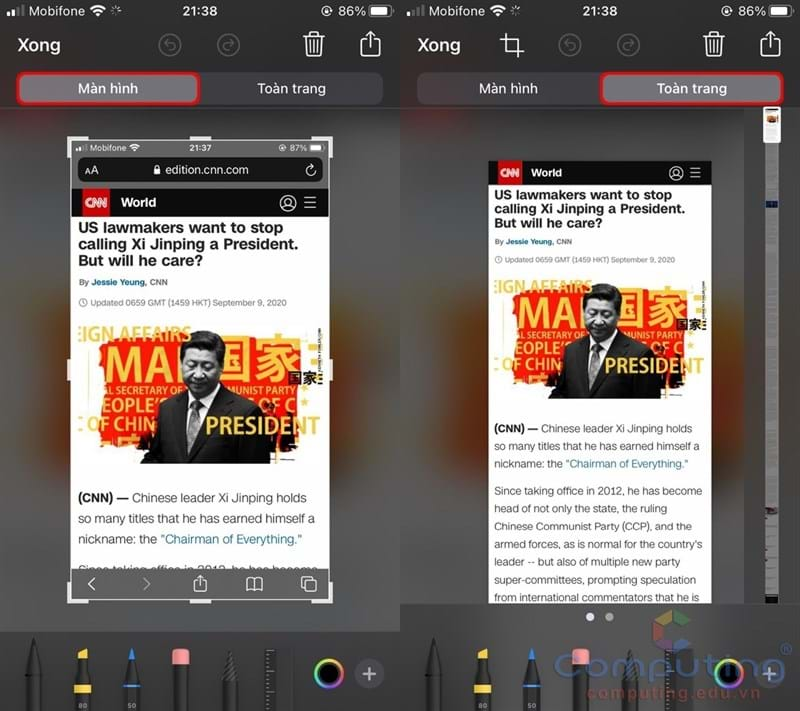 Mobifone
21:38
86%
Xong
Màn hình
Toàn trang
Mobifone
21:37
87%
AA
edition.cnn.com
CNN
World
US lawmakers want to stop
calling Xi Jinping a President.
But will he care?
By Jessie Yeung, CNN
Updated 0659 GMT (1459 HKT) September 9, 2020
EIGN AFFAIRS
MA
国家
AL SECRETARY OF
MUNIST PARTY
国家
EOPLE'S
OF C
OF CHIN
PRESIDENT
(CNN) — Chinese leader Xi Jinping holds
so many titles that he has earned himself a
nickname: the "Chairman of Everything."
Since taking office in 2012, he has become
80
50
Mobifone
21:38
86%
Xong
Màn hình
Toàn trang
CNN
World
US lawmakers want to stop
calling Xi Jinping a President.
But will he care?
By Jessie Yeung, CNN
Updated 0659 GMT (1459 HKT) September 9, 2020
EIGN AFFAIRS
MA
国家
SECRETARY OF
MUNIST PARTY
国家
EOPLE'S
OF C
OF CHIN
PRESIDENT
(CNN) — Chinese leader Xi Jinping holds
so many titles that he has earned himself a
nickname: the "Chairman of Everything."
Since taking office in 2012, he has become
head of not only the state, the ruling
Chinese Communist Party (CCP), and the
armed forces, as is normal for the country's
leader -- but also of multiple new party
super-committees, prompting speculation
from international commentators that he is
80
50
Computing®
computing.edu.vn